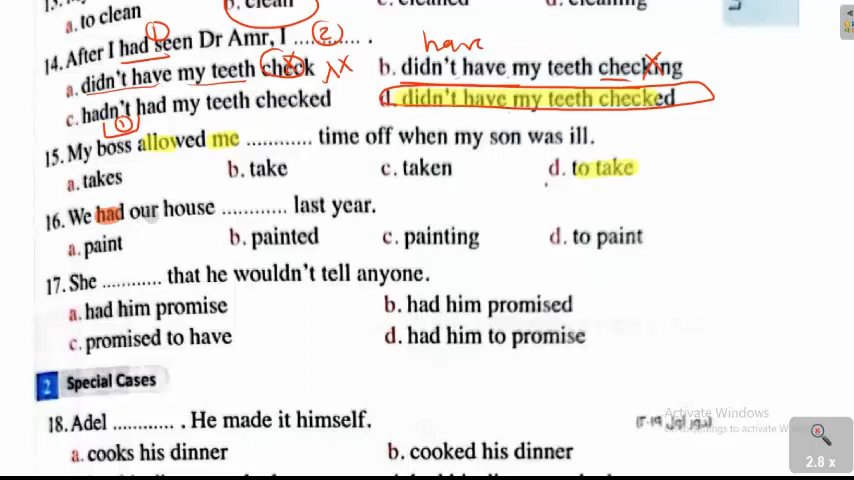 a. to clean
b. clean
c. cleaned
d. cleaning
14. After I had seen Dr Amr, I ............ .
a. didn't have my teeth check
have
b. didn't have my teeth checking
c. hadn't had my teeth checked
d. didn't have my teeth checked
15. My boss allowed me ............ time off when my son was ill.
a. takes
b. take
c. taken
d. to take
16. We had our house ............ last year.
a. paint
b. painted
c. painting
d. to paint
17. She ............ that he wouldn't tell anyone.
a. had him promise
b. had him promised
c. promised to have
d. had him to promise
2 Special Cases
18. Adel ............ . He made it himself.
(دور أول ٢٠١٩)
a. cooks his dinner
b. cooked his dinner
Activate Windows
2.8 x